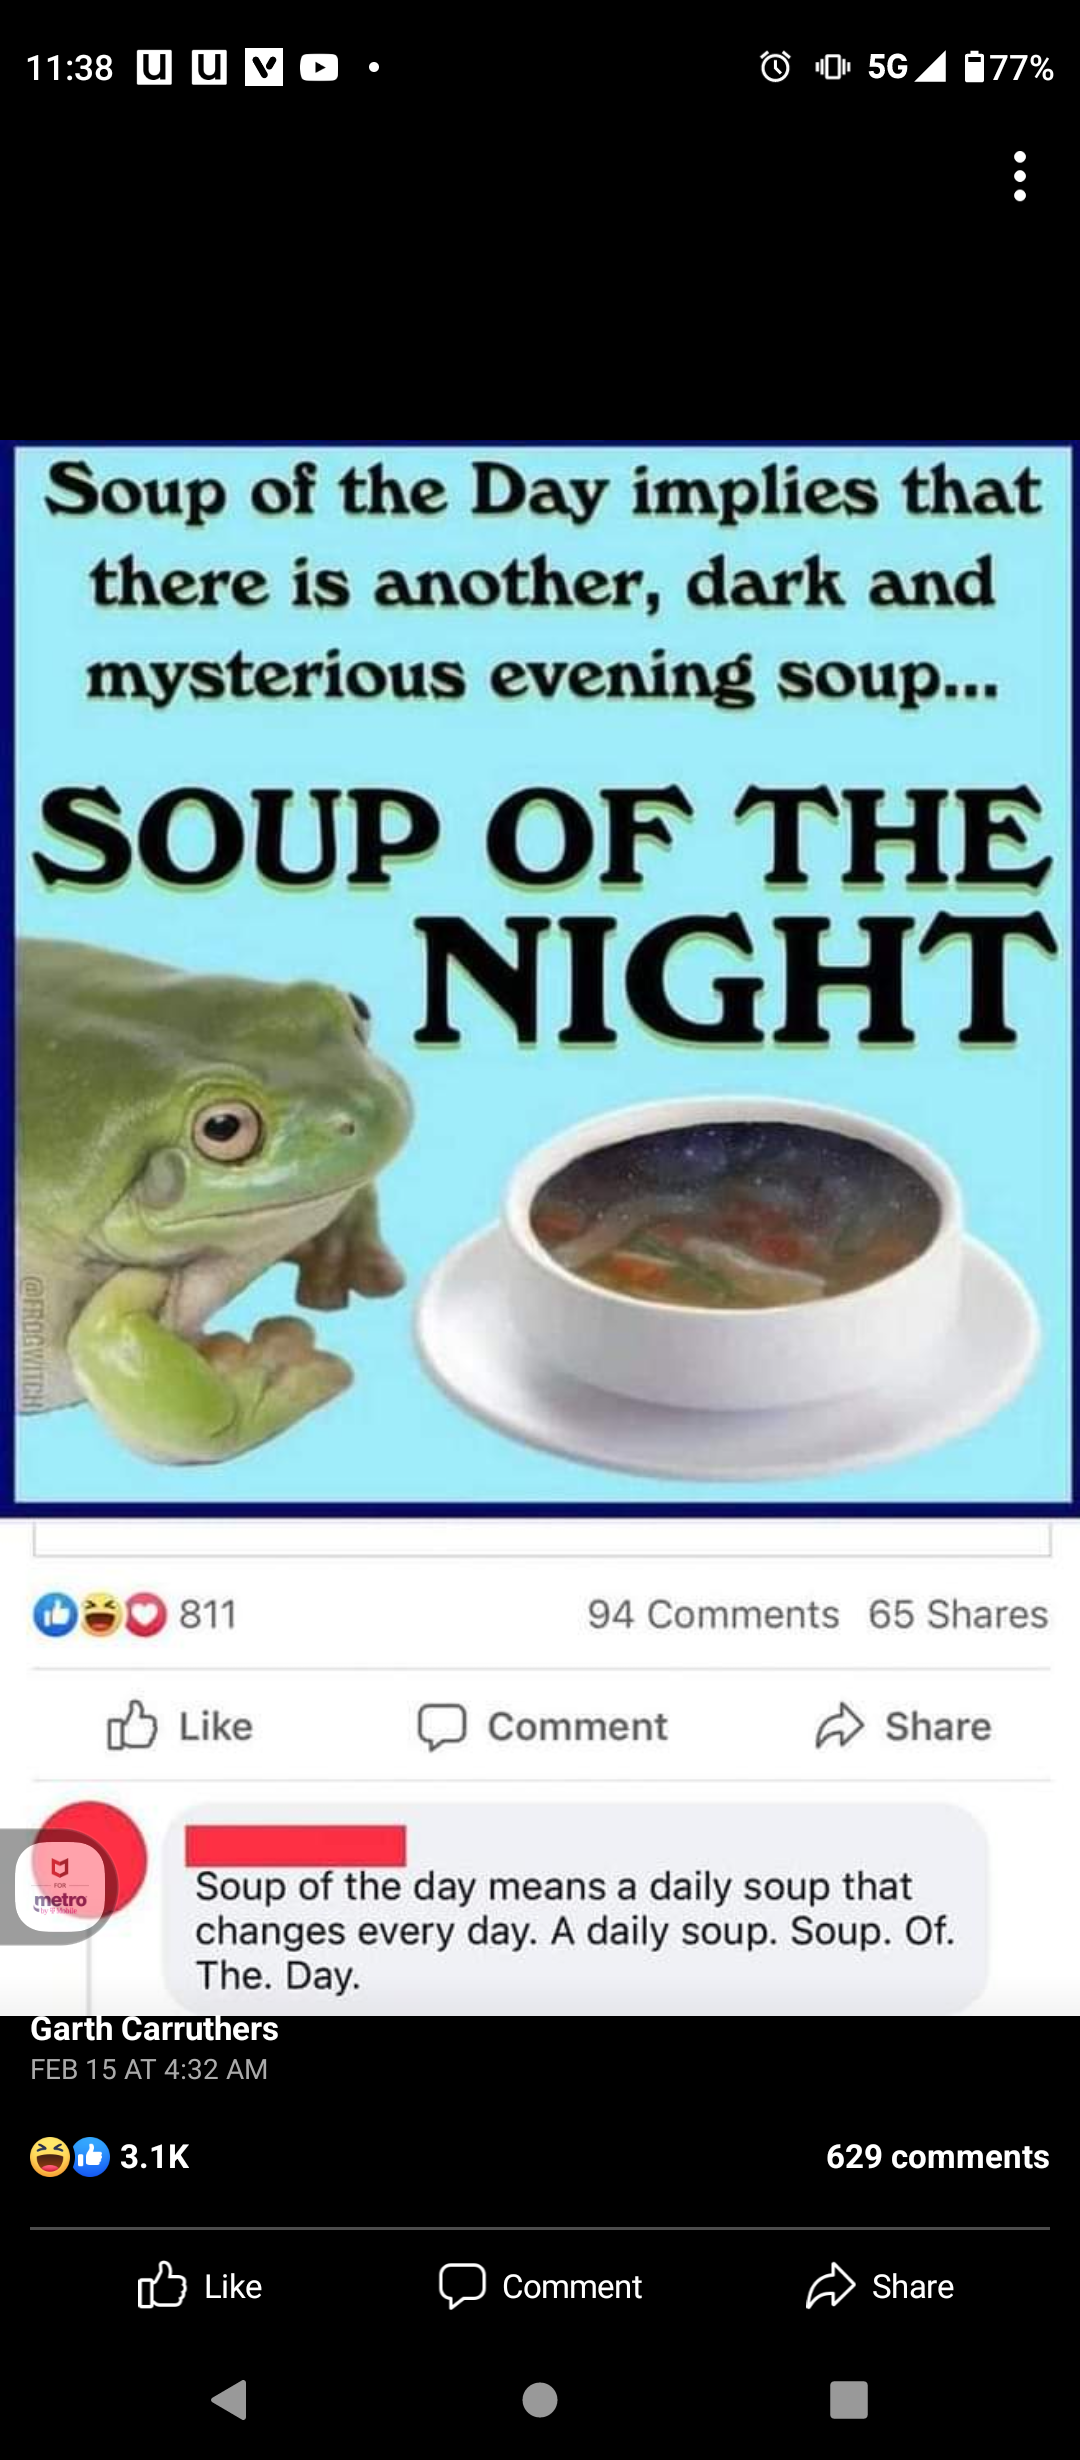 11:38
5G
77%
Soup of the Day implies that
there is another, dark and
mysterious evening soup...
SOUP OF THE
NIGHT
@FROGWITCH
811
94 Comments 65 Shares
Like Comment Share
FOR
metro
by T Mobile
Soup of the day means a daily soup that
changes every day. A daily soup. Soup. Of.
The. Day.
Garth Carruthers
FEB 15 AT 4:32 AM
3.1K
629 comments
Like Comment Share